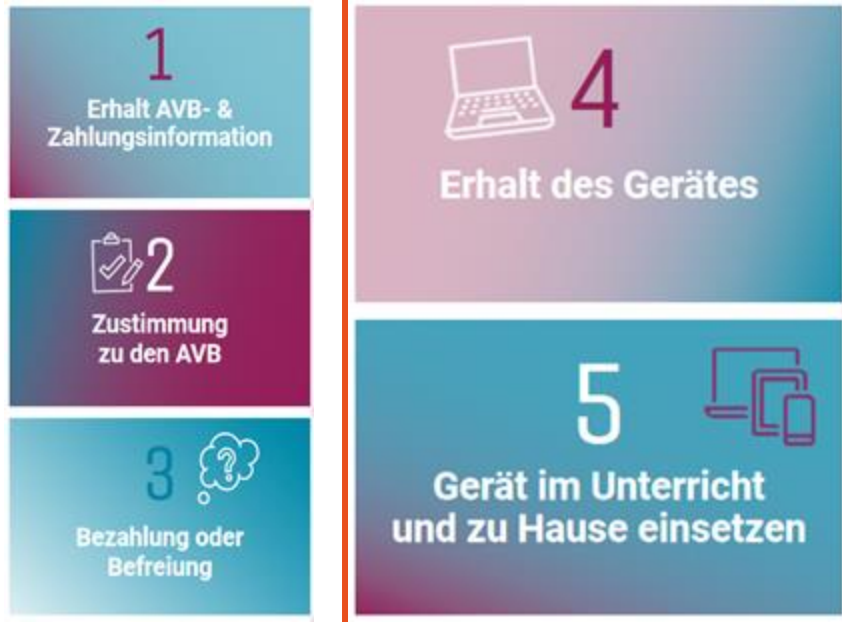 1
Erhalt AVB- &
Zahlungsinformation
2
Zustimmung
zu den AVB
3
Bezahlung oder
Befreiung
4
Erhalt des Gerätes
5
Gerät im Unterricht
und zu Hause einsetzen